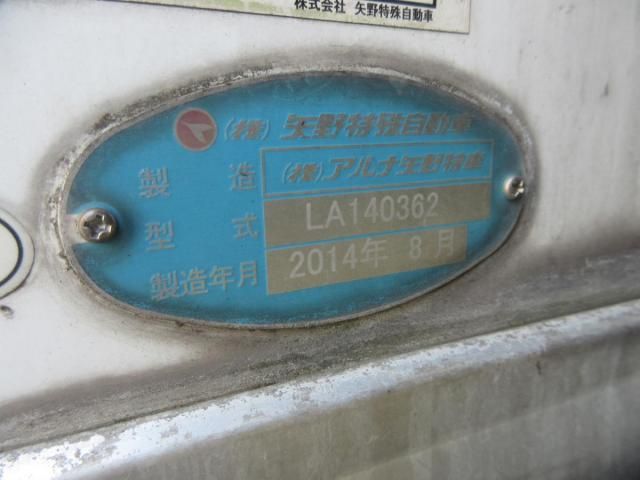 株式会社 矢野特殊自動車
(株)矢野特殊自動車
製造 (株)アルナ矢野特車
型式 LA140362
製造年月 2014年 8月